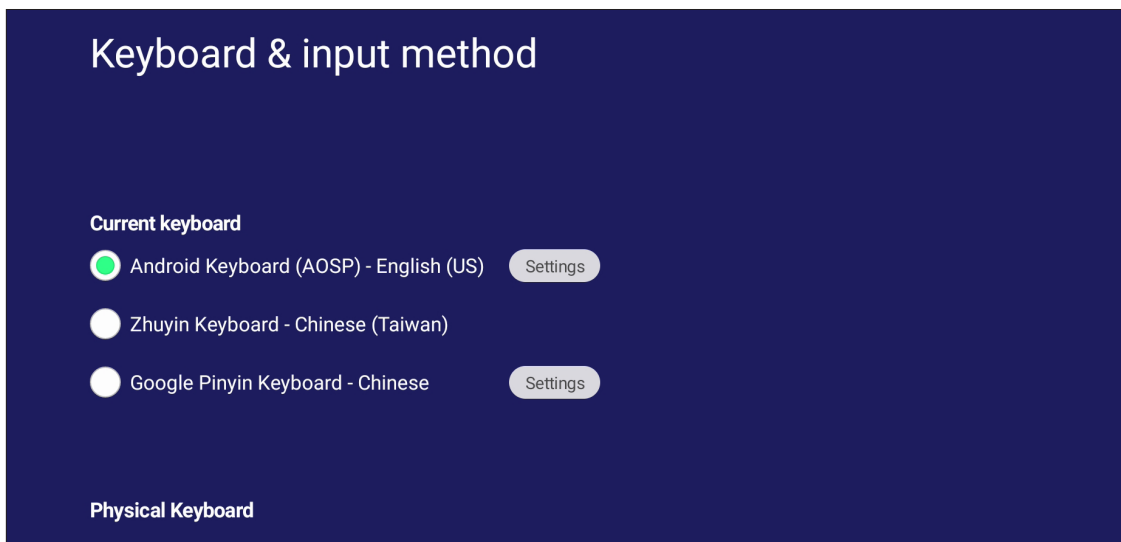 Keyboard & input method
Current keyboard
Android Keyboard (AOSP) - English (US) Settings
Zhuyin Keyboard - Chinese (Taiwan)
Google Pinyin Keyboard - Chinese Settings
Physical Keyboard